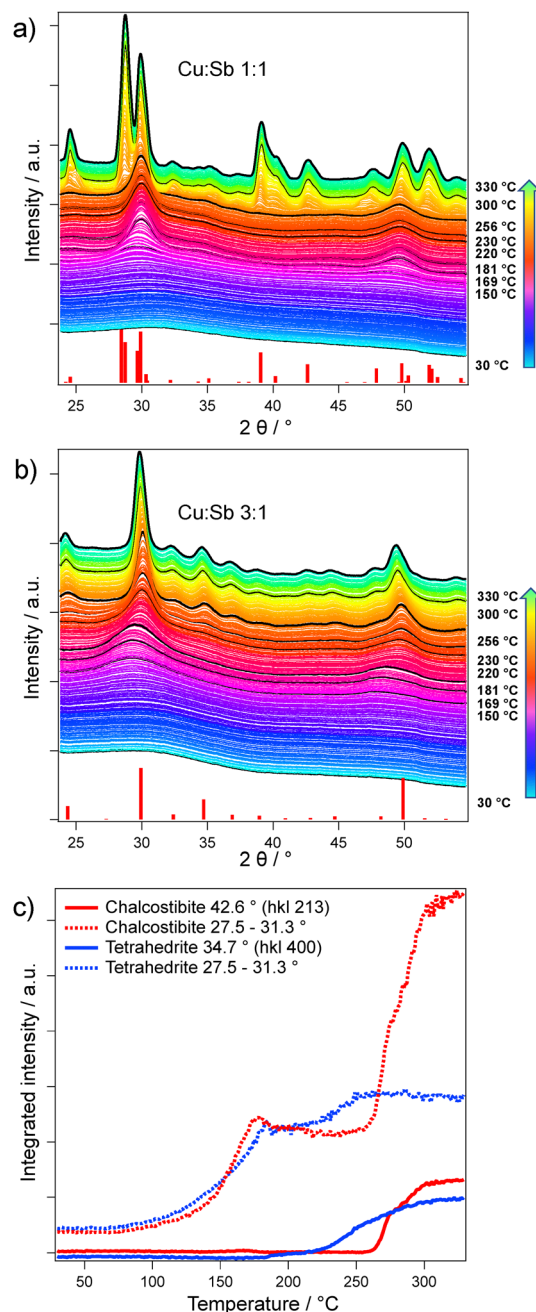 a)
Cu:Sb 1:1
Intensity / a.u.
330 °C
300 °C
256 °C
230 °C
220 °C
181 °C
169 °C
150 °C
30 °C
25 30 35 40 45 50
2 θ / °
b)
Cu:Sb 3:1
Intensity / a.u.
330 °C
300 °C
256 °C
230 °C
220 °C
181 °C
169 °C
150 °C
30 °C
25 30 35 40 45 50
2 θ / °
c)
Chalcostibite 42.6 ° (hkl 213)
Chalcostibite 27.5 - 31.3 °
Tetrahedrite 34.7 ° (hkl 400)
Tetrahedrite 27.5 - 31.3 °
Integrated intensity / a.u.
50 100 150 200 250 300
Temperature / °C